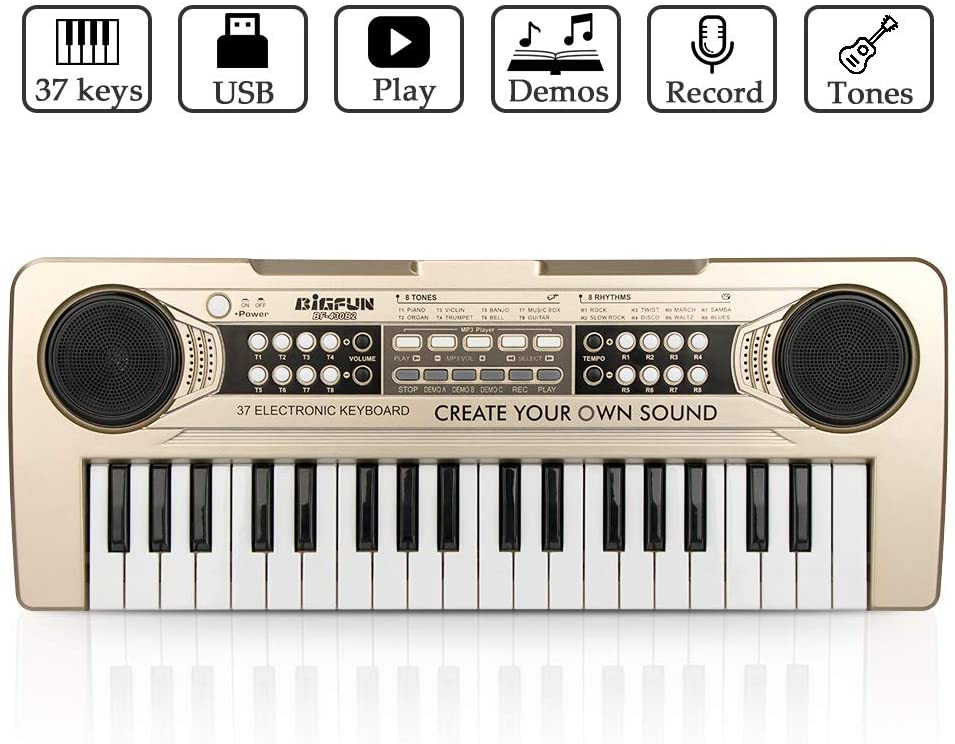 37 keys
USB
Play
Demos
Record
Tones
ON OFF
•Power
BIGFUN
BF-430B2
8 TONES
T1 PIANO T3 VIOLIN T5 BANJO T7 MUSIC BOX
T2 ORGAN T4 TRUMPET T6 BELL T8 GUITAR
8 RHYTHMS
R1 ROCK R3 TWIST R5 MARCH R7 SAMBA
R2 SLOW ROCK R4 DISCO R6 WALTZ R8 BLUES
MP3 Player
T1 T2 T3 T4 + VOLUME
PLAY - MP3 VOL + SELECT
+ TEMPO R1 R2 R3 R4
T5 T6 T7 T8 -
STOP DEMO A DEMO B DEMO C REC PLAY
- R5 R6 R7 R8
37 ELECTRONIC KEYBOARD
CREATE YOUR OWN SOUND